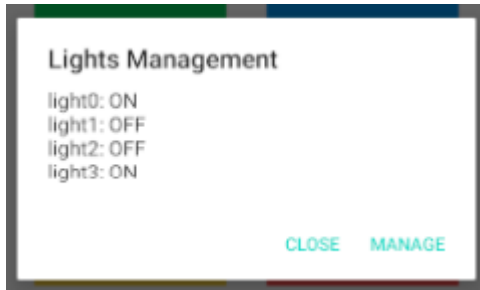 Lights Management
light0: ON
light1: OFF
light2: OFF
light3: ON
CLOSE MANAGE